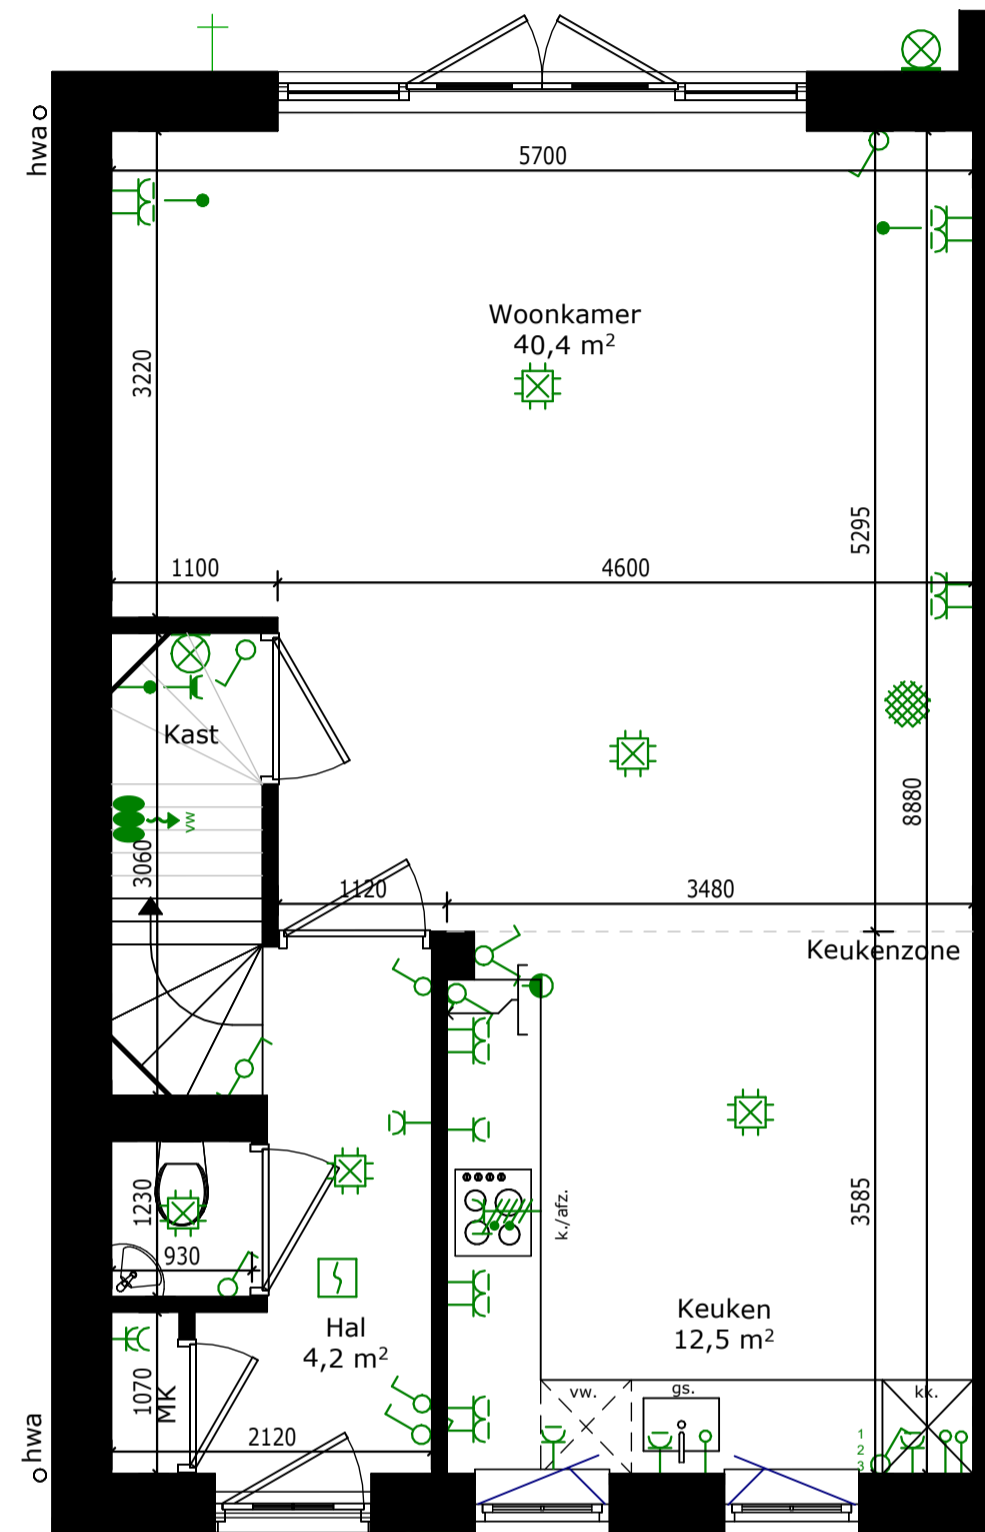 hwa
5700
Woonkamer
40,4 m²
3220
5295
1100
4600
Kast
vw
3060
8880
1120
3480
Keukenzone
k./afz.
1230
930
3585
Hal
4,2 m²
Keuken
12,5 m²
1070
MK
2120
vw.
gs.
kk.
1
2
3
hwa